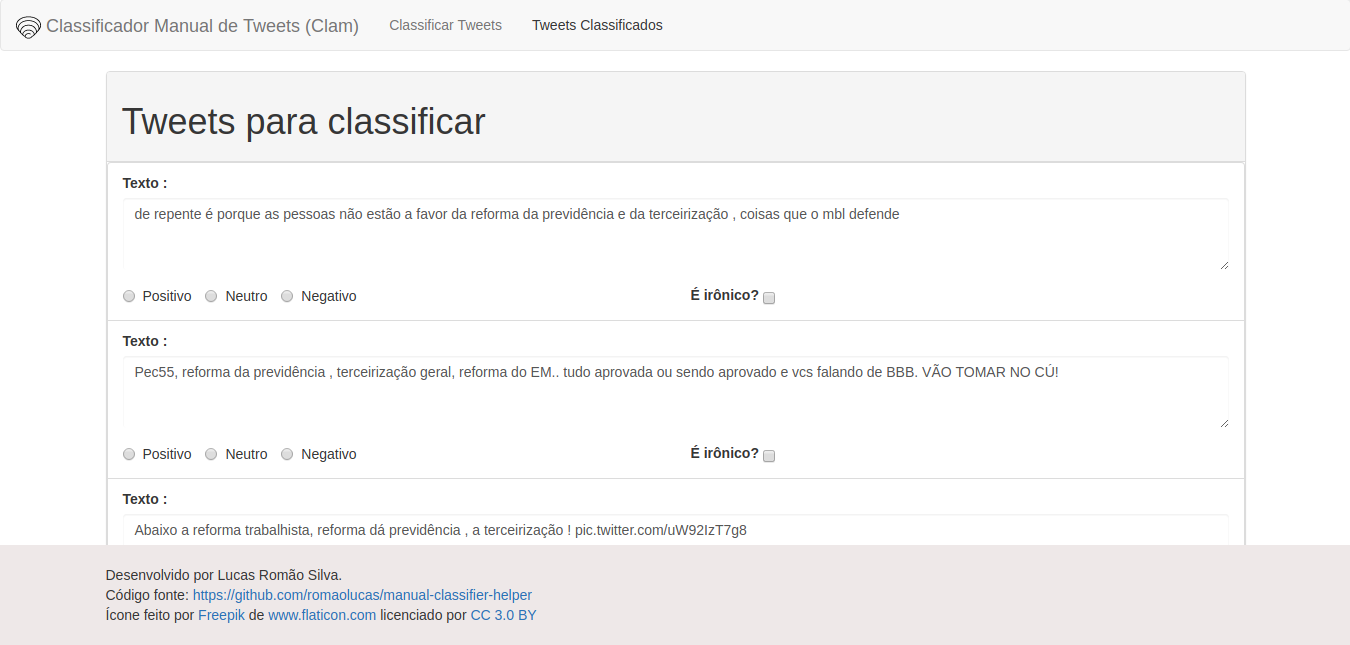 Classificador Manual de Tweets (Clam) Classificar Tweets Tweets Classificados
Tweets para classificar
Texto :
de repente é porque as pessoas não estão a favor da reforma da previdência e da terceirização , coisas que o mbl defende
Positivo Neutro Negativo É irônico?
Texto :
Pec55, reforma da previdência , terceirização geral, reforma do EM.. tudo aprovada ou sendo aprovado e vcs falando de BBB. VÃO TOMAR NO CÚ!
Positivo Neutro Negativo É irônico?
Texto :
Abaixo a reforma trabalhista, reforma dá previdência , a terceirização ! pic.twitter.com/uW92IzT7g8
Desenvolvido por Lucas Romão Silva.
Código fonte: https://github.com/romaolucas/manual-classifier-helper
Ícone feito por Freepik de www.flaticon.com licenciado por CC 3.0 BY